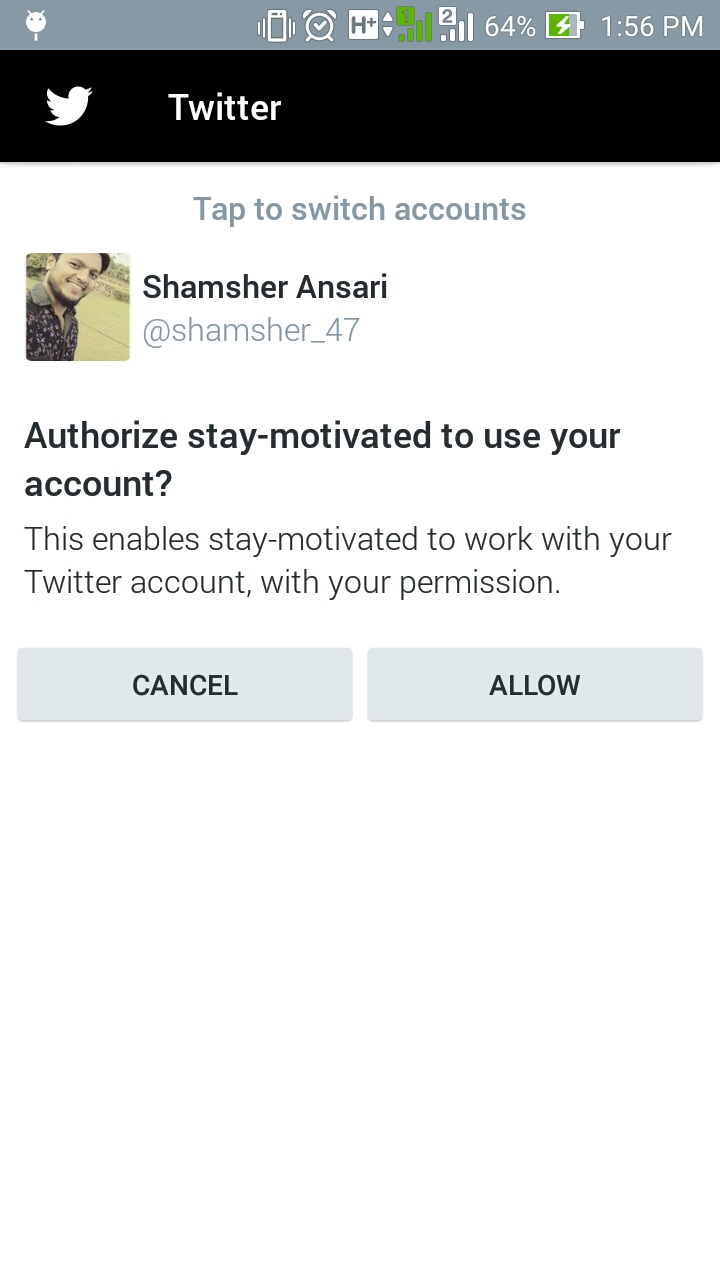 H+ 1 2 64% 1:56 PM
Twitter
Tap to switch accounts
Shamsher Ansari
@shamsher_47
Authorize stay-motivated to use your
account?
This enables stay-motivated to work with your
Twitter account, with your permission.
CANCEL ALLOW